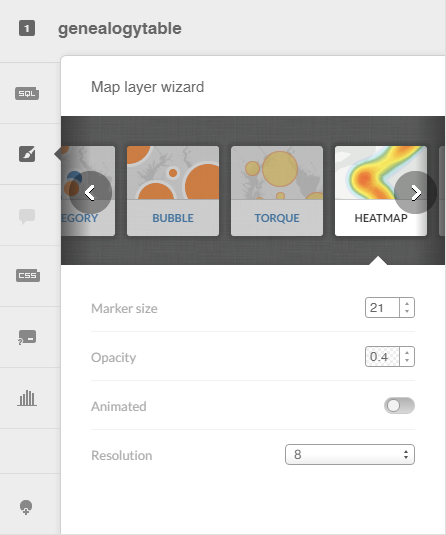 1 genealogytable
SQL
Map layer wizard
EGORY BUBBLE TORQUE HEATMAP
CSS
Marker size 21
Opacity 0.4
Animated
Resolution 8